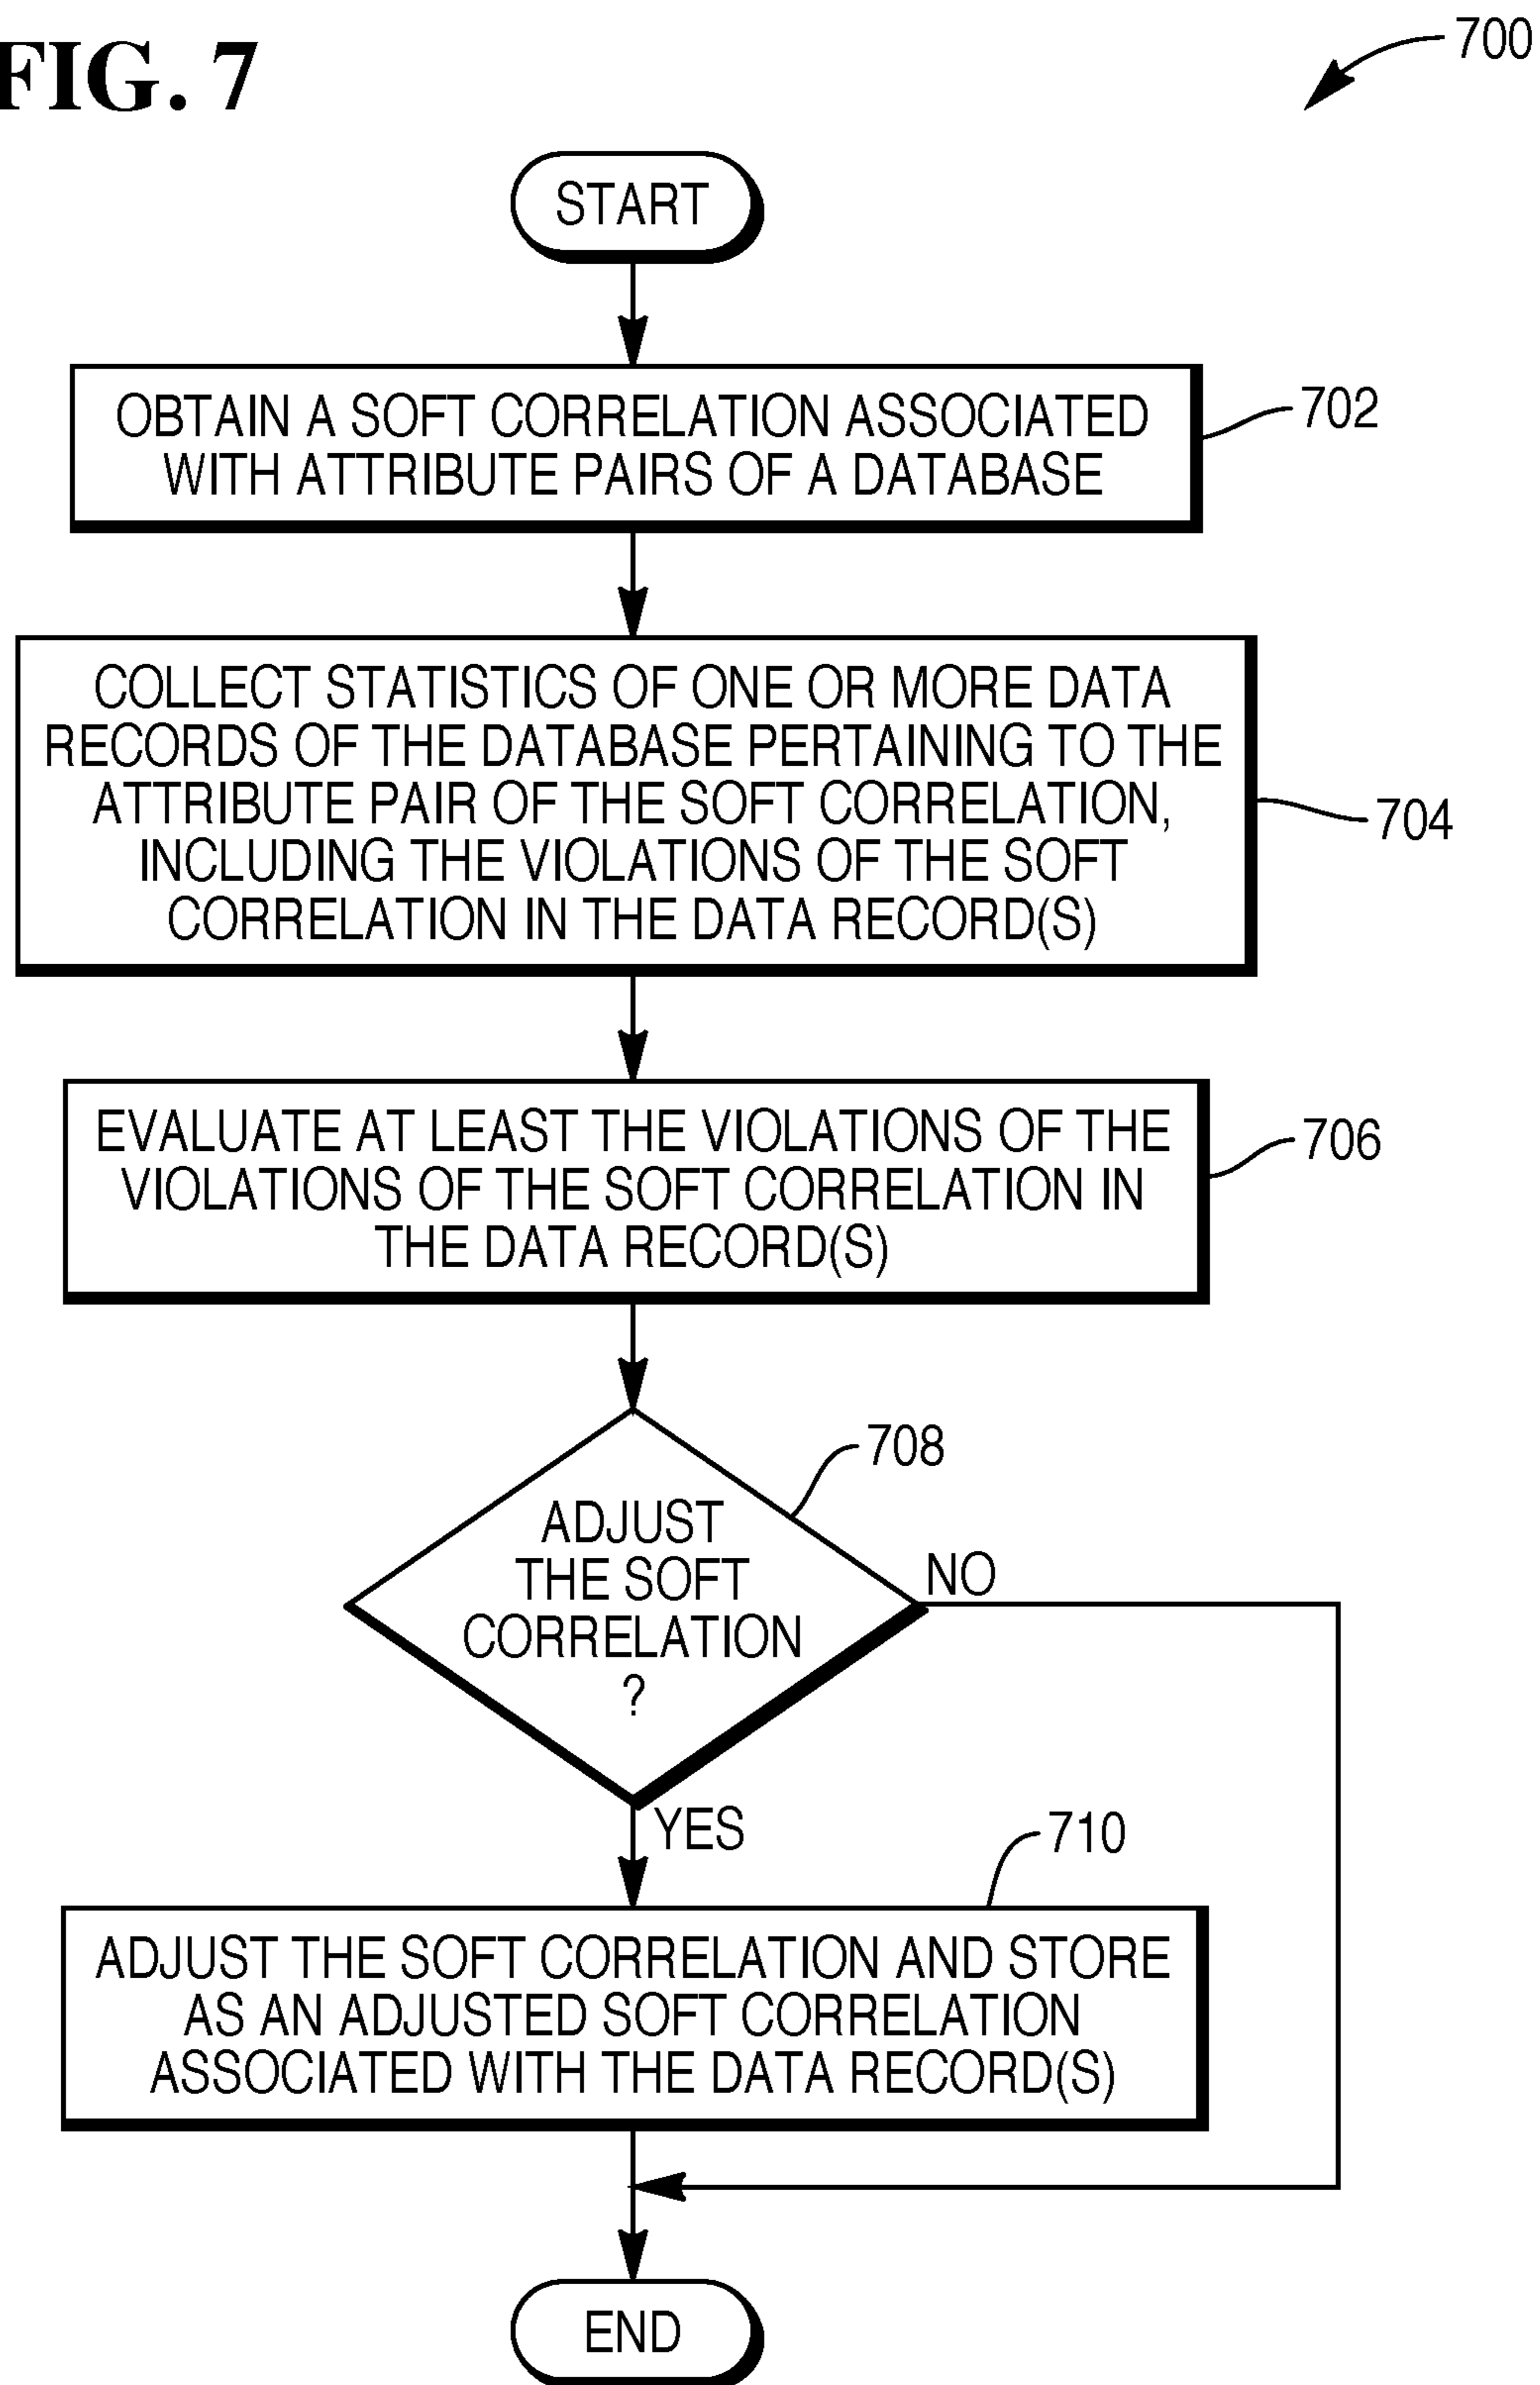 FIG. 7
700
START
OBTAIN A SOFT CORRELATION ASSOCIATED
WITH ATTRIBUTE PAIRS OF A DATABASE
702
COLLECT STATISTICS OF ONE OR MORE DATA
RECORDS OF THE DATABASE PERTAINING TO THE
ATTRIBUTE PAIR OF THE SOFT CORRELATION,
INCLUDING THE VIOLATIONS OF THE SOFT
CORRELATION IN THE DATA RECORD(S)
704
EVALUATE AT LEAST THE VIOLATIONS OF THE
VIOLATIONS OF THE SOFT CORRELATION IN
THE DATA RECORD(S)
706
708
ADJUST
THE SOFT
CORRELATION
?
NO
YES
710
ADJUST THE SOFT CORRELATION AND STORE
AS AN ADJUSTED SOFT CORRELATION
ASSOCIATED WITH THE DATA RECORD(S)
END